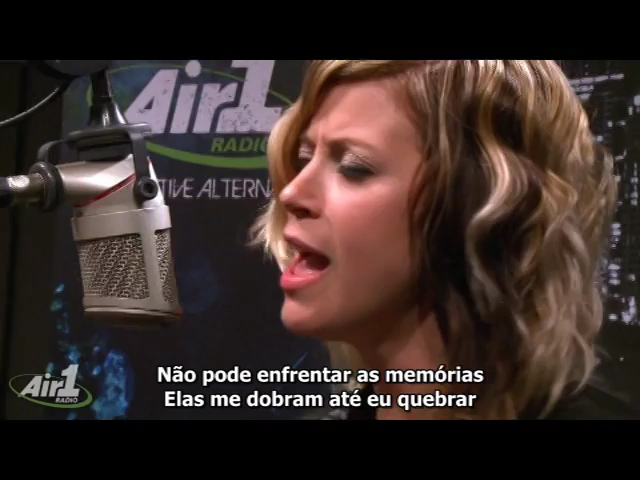 Air1
RADIO
TIVE ALTERN
Air1
RADIO
Não pode enfrentar as memórias
Elas me dobram até eu quebrar